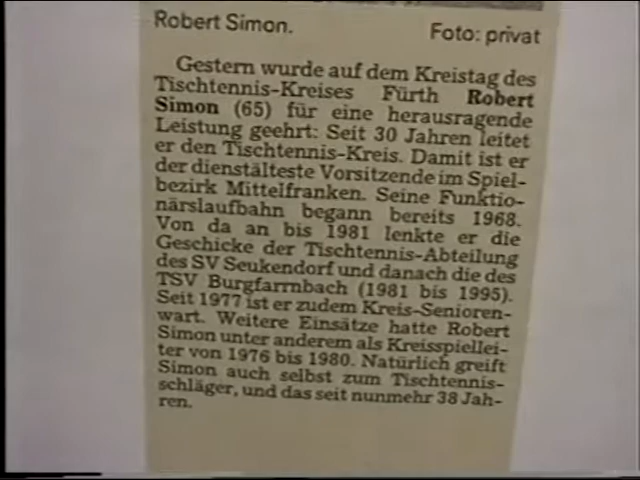 Robert Simon.
Foto: privat
Gestern wurde auf dem Kreistag des
Tischtennis-Kreises Fürth Robert
Simon (65) für eine herausragende
Leistung geehrt: Seit 30 Jahren leitet
er den Tischtennis-Kreis. Damit ist er
der dienstälteste Vorsitzende im Spiel-
bezirk Mittelfranken. Seine Funktio-
närslaufbahn begann bereits 1968.
Von da an bis 1981 lenkte er die
Geschicke der Tischtennis-Abteilung
des SV Seukendorf und danach die des
TSV Burgfarrnbach (1981 bis 1995).
Seit 1977 ist er zudem Kreis-Senioren-
wart. Weitere Einsätze hatte Robert
Simon unter anderem als Kreisspiellei-
ter von 1976 bis 1980. Natürlich greift
Simon auch selbst zum Tischtennis-
schläger, und das seit nunmehr 38 Jah-
ren.